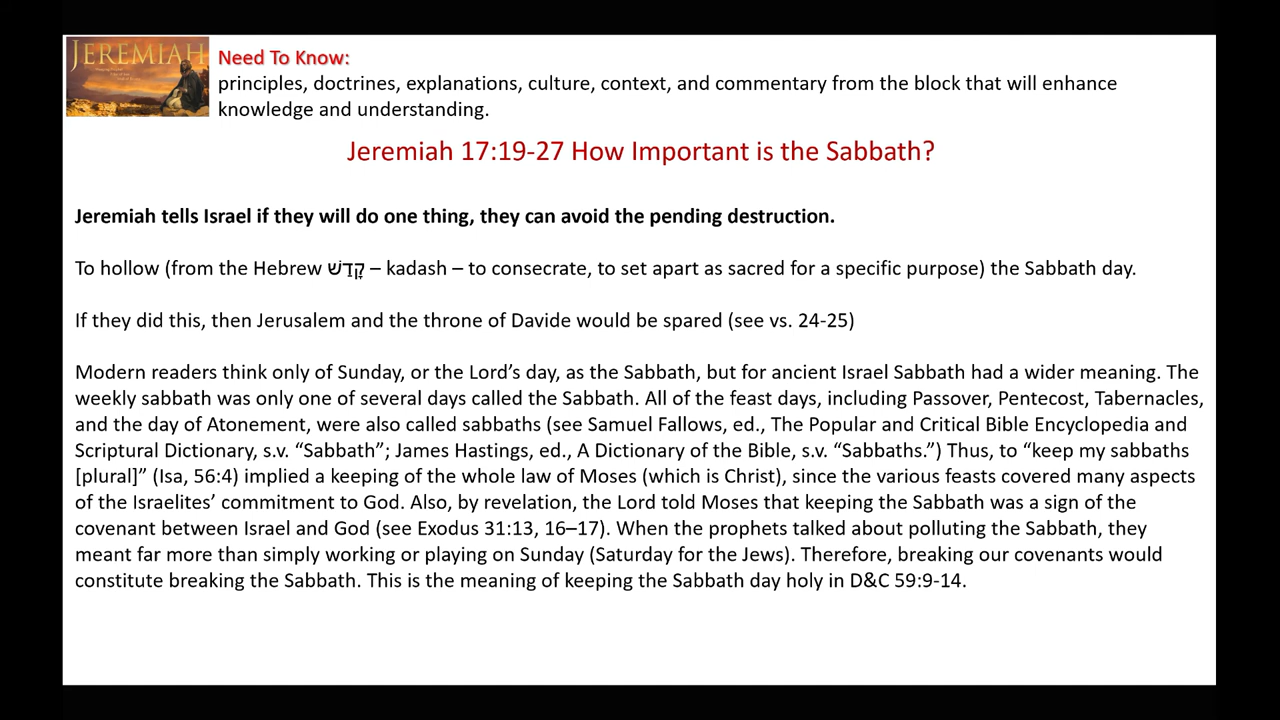 JEREMIAH
Need To Know:
principles, doctrines, explanations, culture, context, and commentary from the block that will enhance
knowledge and understanding.
Jeremiah 17:19-27 How Important is the Sabbath?
Jeremiah tells Israel if they will do one thing, they can avoid the pending destruction.
To hollow (from the Hebrew קָדַשׁ – kadash – to consecrate, to set apart as sacred for a specific purpose) the Sabbath day.
If they did this, then Jerusalem and the throne of Davide would be spared (see vs. 24-25)
Modern readers think only of Sunday, or the Lord’s day, as the Sabbath, but for ancient Israel Sabbath had a wider meaning. The
weekly sabbath was only one of several days called the Sabbath. All of the feast days, including Passover, Pentecost, Tabernacles,
and the day of Atonement, were also called sabbaths (see Samuel Fallows, ed., The Popular and Critical Bible Encyclopedia and
Scriptural Dictionary, s.v. “Sabbath”; James Hastings, ed., A Dictionary of the Bible, s.v. “Sabbaths.”) Thus, to “keep my sabbaths
[plural]” (Isa, 56:4) implied a keeping of the whole law of Moses (which is Christ), since the various feasts covered many aspects
of the Israelites’ commitment to God. Also, by revelation, the Lord told Moses that keeping the Sabbath was a sign of the
covenant between Israel and God (see Exodus 31:13, 16–17). When the prophets talked about polluting the Sabbath, they
meant far more than simply working or playing on Sunday (Saturday for the Jews). Therefore, breaking our covenants would
constitute breaking the Sabbath. This is the meaning of keeping the Sabbath day holy in D&C 59:9-14.